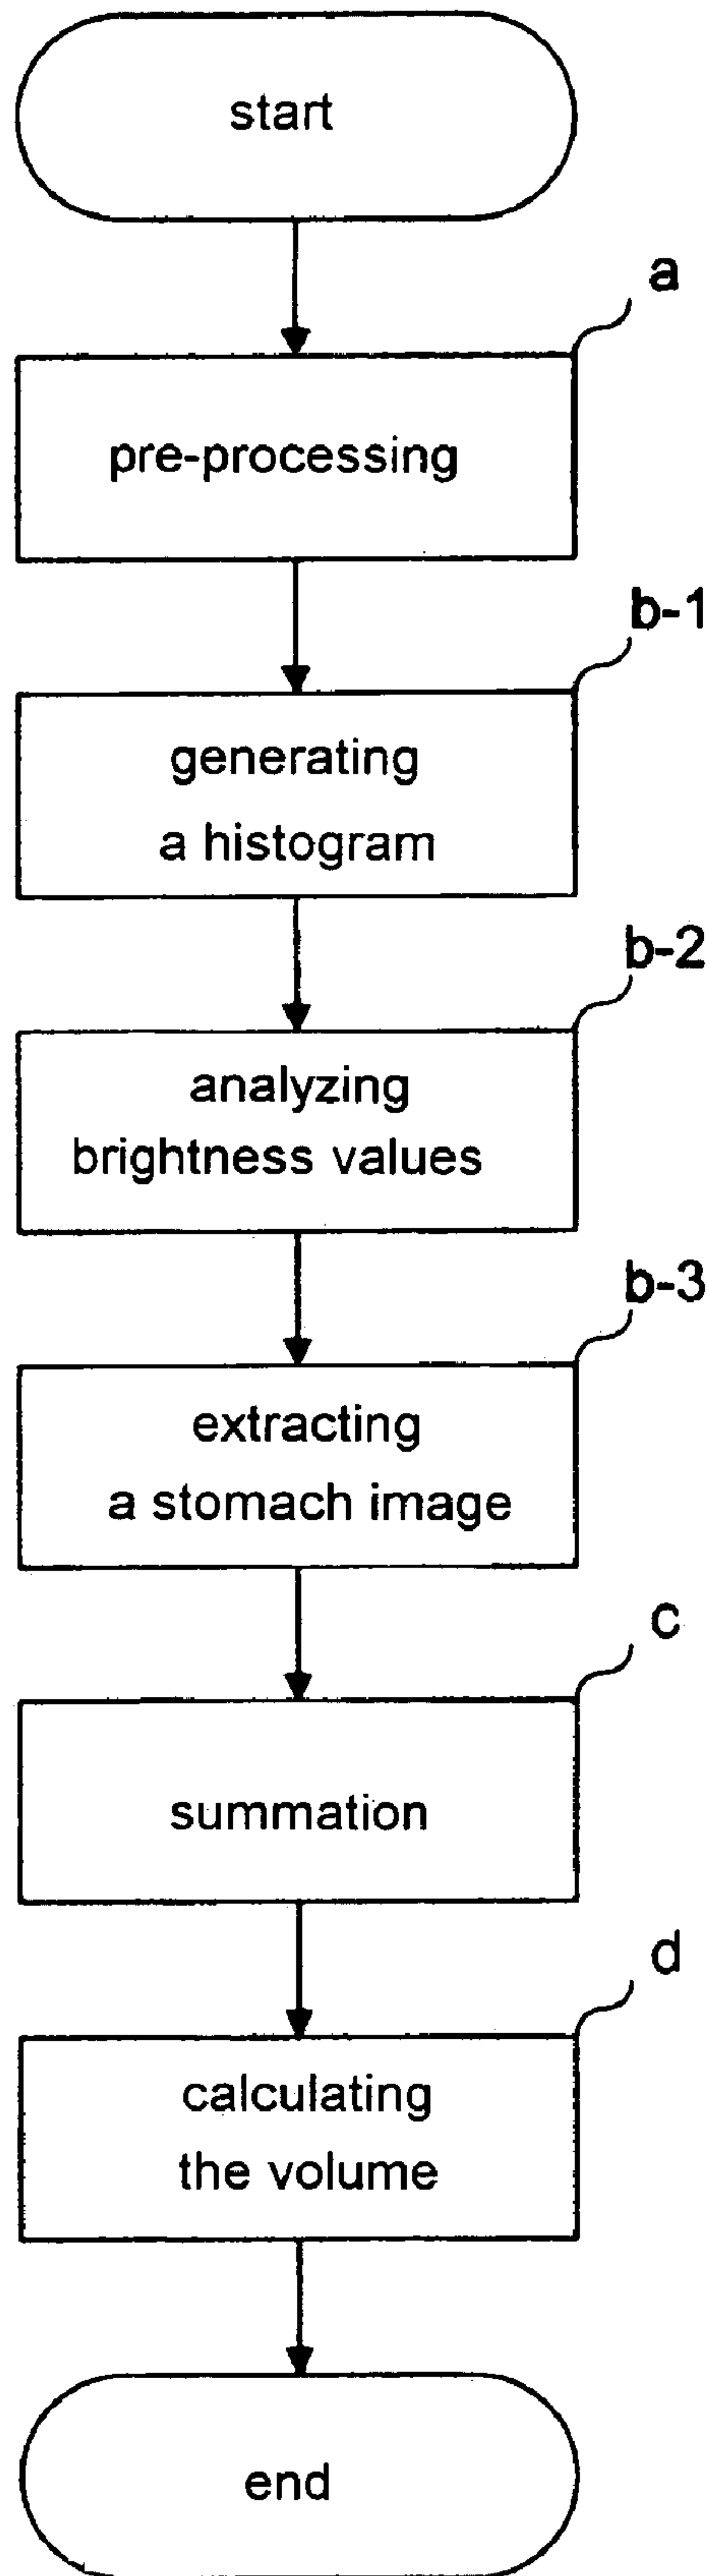 start
a
pre-processing
b-1
generating
a histogram
b-2
analyzing
brightness values
b-3
extracting
a stomach image
c
summation
d
calculating
the volume
end